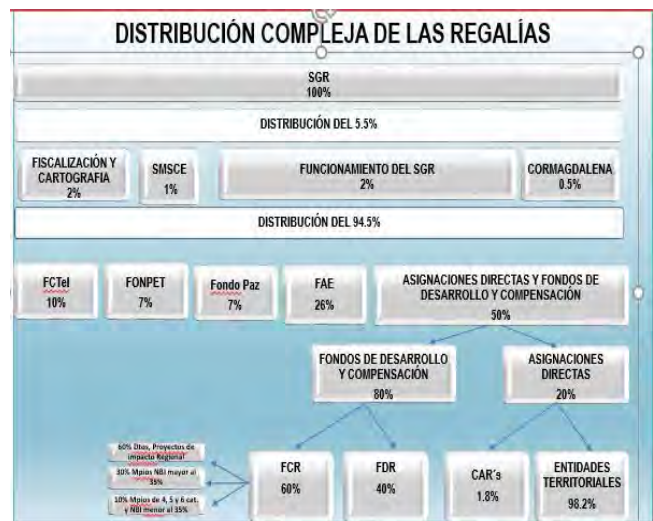 DISTRIBUCIÓN COMPLEJA DE LAS REGALÍAS
SGR
100%
DISTRIBUCIÓN DEL 5.5%
FISCALIZACIÓN Y
CARTOGRAFIA
2%
SMSCE
1%
FUNCIONAMIENTO DEL SGR
2%
CORMAGDALENA
0.5%
DISTRIBUCIÓN DEL 94.5%
FCTel
10%
FONPET
7%
Fondo Paz
7%
FAE
26%
ASIGNACIONES DIRECTAS Y FONDOS DE
DESARROLLO Y COMPENSACIÓN
50%
FONDOS DE DESARROLLO
Y COMPENSACIÓN
80%
ASIGNACIONES
DIRECTAS
20%
60% Dtos, Proyectos de
impacto Regional
30% Mpios NBI mayor al
35%
10% Mpios de 4, 5 y 6 cat.
y NBI menor al 35%
FCR
60%
FDR
40%
CAR´s
1.8%
ENTIDADES
TERRITORIALES
98.2%